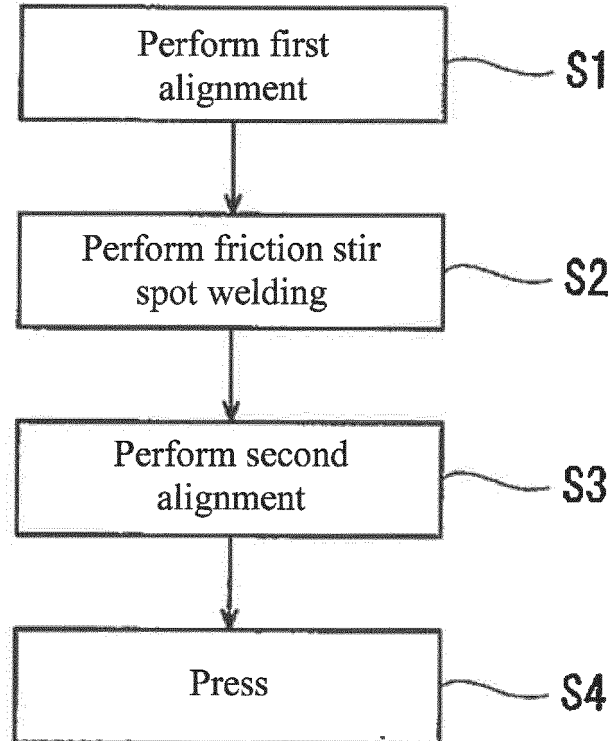 Perform first
alignment
S1
Perform friction stir
spot welding
S2
Perform second
alignment
S3
Press
S4